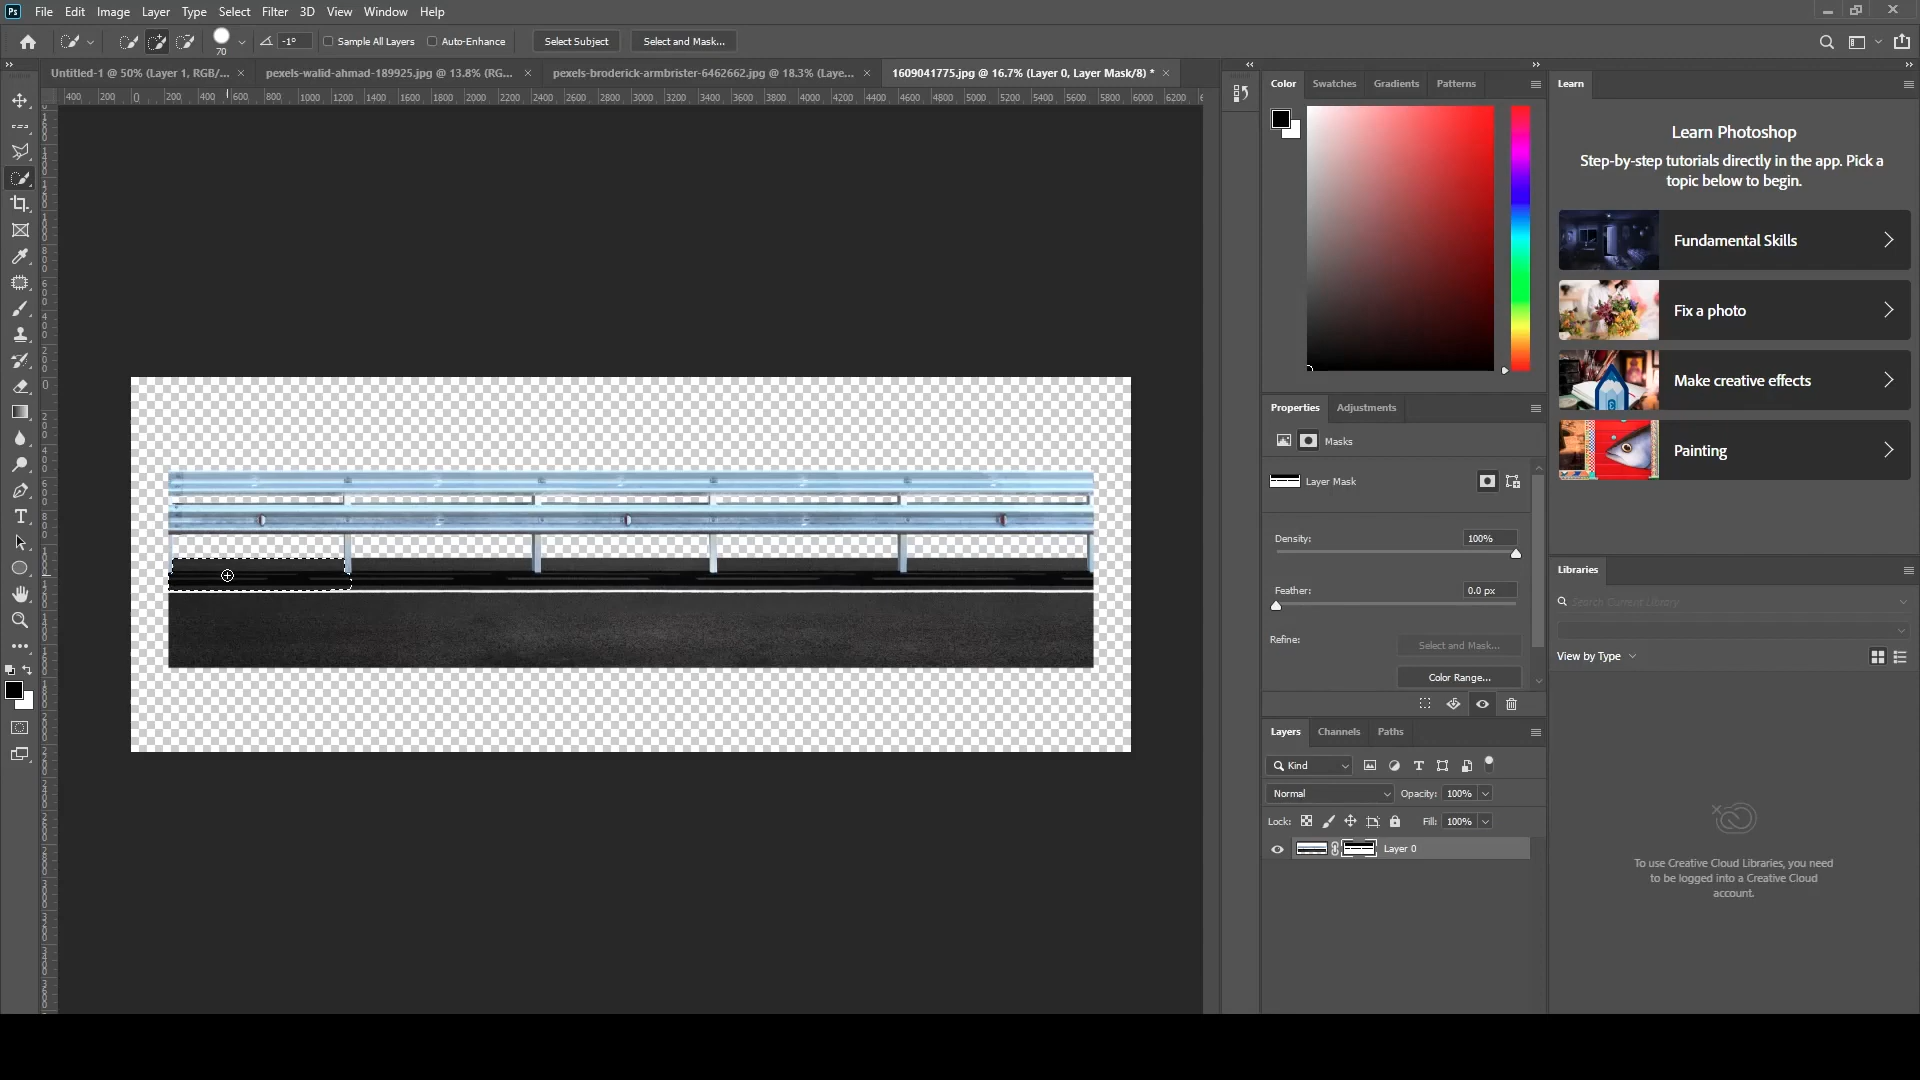 Ps File Edit Image Layer Type Select Filter 3D View Window Help
70 -1° Sample All Layers Auto-Enhance Select Subject Select and Mask...
Untitled-1 @ 50% (Layer 1, RGB/... pexels-walid-ahmad-189925.jpg @ 13.8% (RG... pexels-broderick-armbrister-6462662.jpg @ 18.3% (Laye... 1609041775.jpg @ 16.7% (Layer 0, Layer Mask/8) *
400 200 0 200 400 600 800 1000 1200 1400 1600 1800 2000 2200 2400 2600 2800 3000 3200 3400 3600 3800 4000 4200 4400 4600 4800 5000 5200 5400 5600 5800 6000 6200
Color Swatches Gradients Patterns
Learn
Learn Photoshop
Step-by-step tutorials directly in the app. Pick a
topic below to begin.
Fundamental Skills
Fix a photo
Make creative effects
Painting
Properties Adjustments
Masks
Layer Mask
Density: 100%
Feather: 0.0 px
Refine: Select and Mask...
Color Range...
Layers Channels Paths
Kind
Normal Opacity: 100%
Lock: Fill: 100%
Layer 0
Libraries
Search Current Library
View by Type
To use Creative Cloud Libraries, you need
to be logged into a Creative Cloud
account.